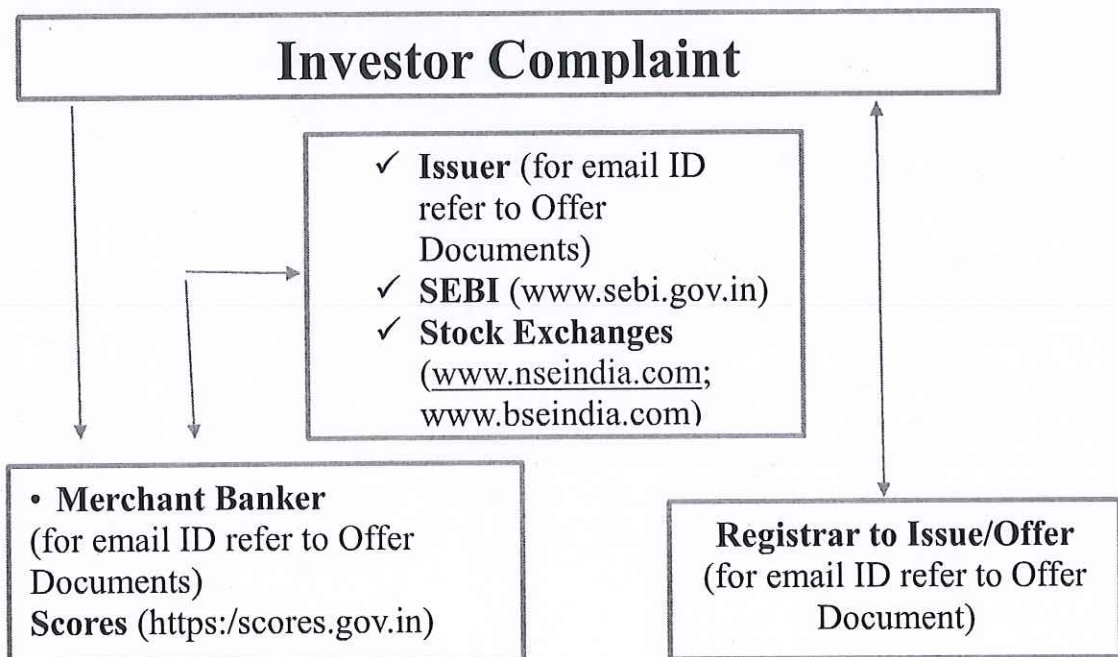 Investor Complaint
✓ Issuer (for email ID
refer to Offer
Documents)
✓ SEBI (www.sebi.gov.in)
✓ Stock Exchanges
(www.nseindia.com;
www.bseindia.com)
• Merchant Banker
(for email ID refer to Offer
Documents)
Scores (https:/scores.gov.in)
Registrar to Issue/Offer
(for email ID refer to Offer
Document)